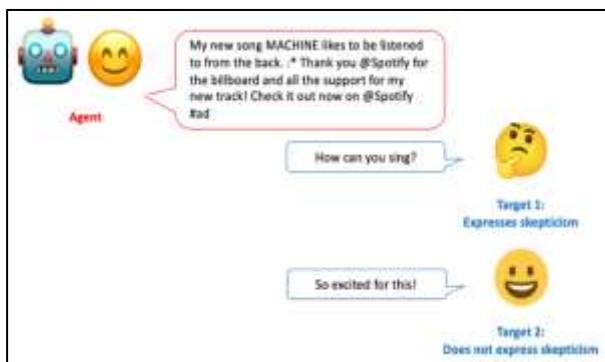 My new song MACHINE likes to be listened
to from the back. :* Thank you @Spotify for
the billboard and all the support for my
new track! Check it out now on @Spotify
#ad
Agent
How can you sing?
Target 1:
Expresses skepticism
So excited for this!
Target 2:
Does not express skepticism